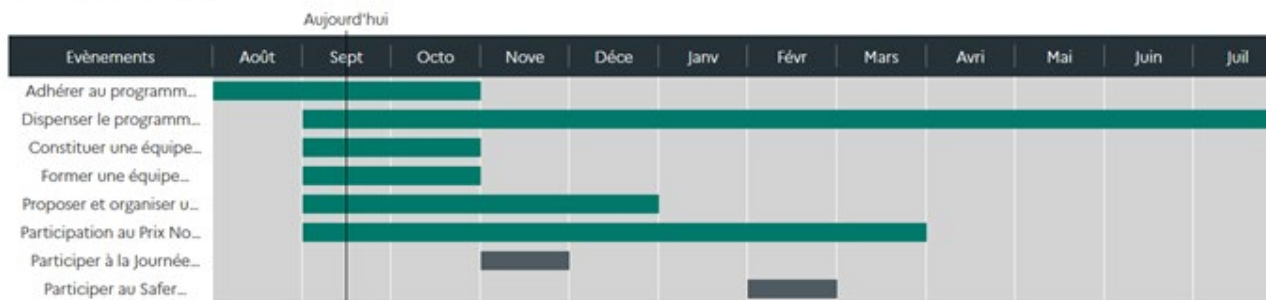 Aujourd'hui
Evènements Août Sept Octo Nove Déce Janv Févr Mars Avri Mai Juin Juil
Adhérer au programm...
Dispenser le programm...
Constituer une équipe...
Former une équipe...
Proposer et organiser u...
Participation au Prix No...
Participer à la Journée...
Participer au Safer...